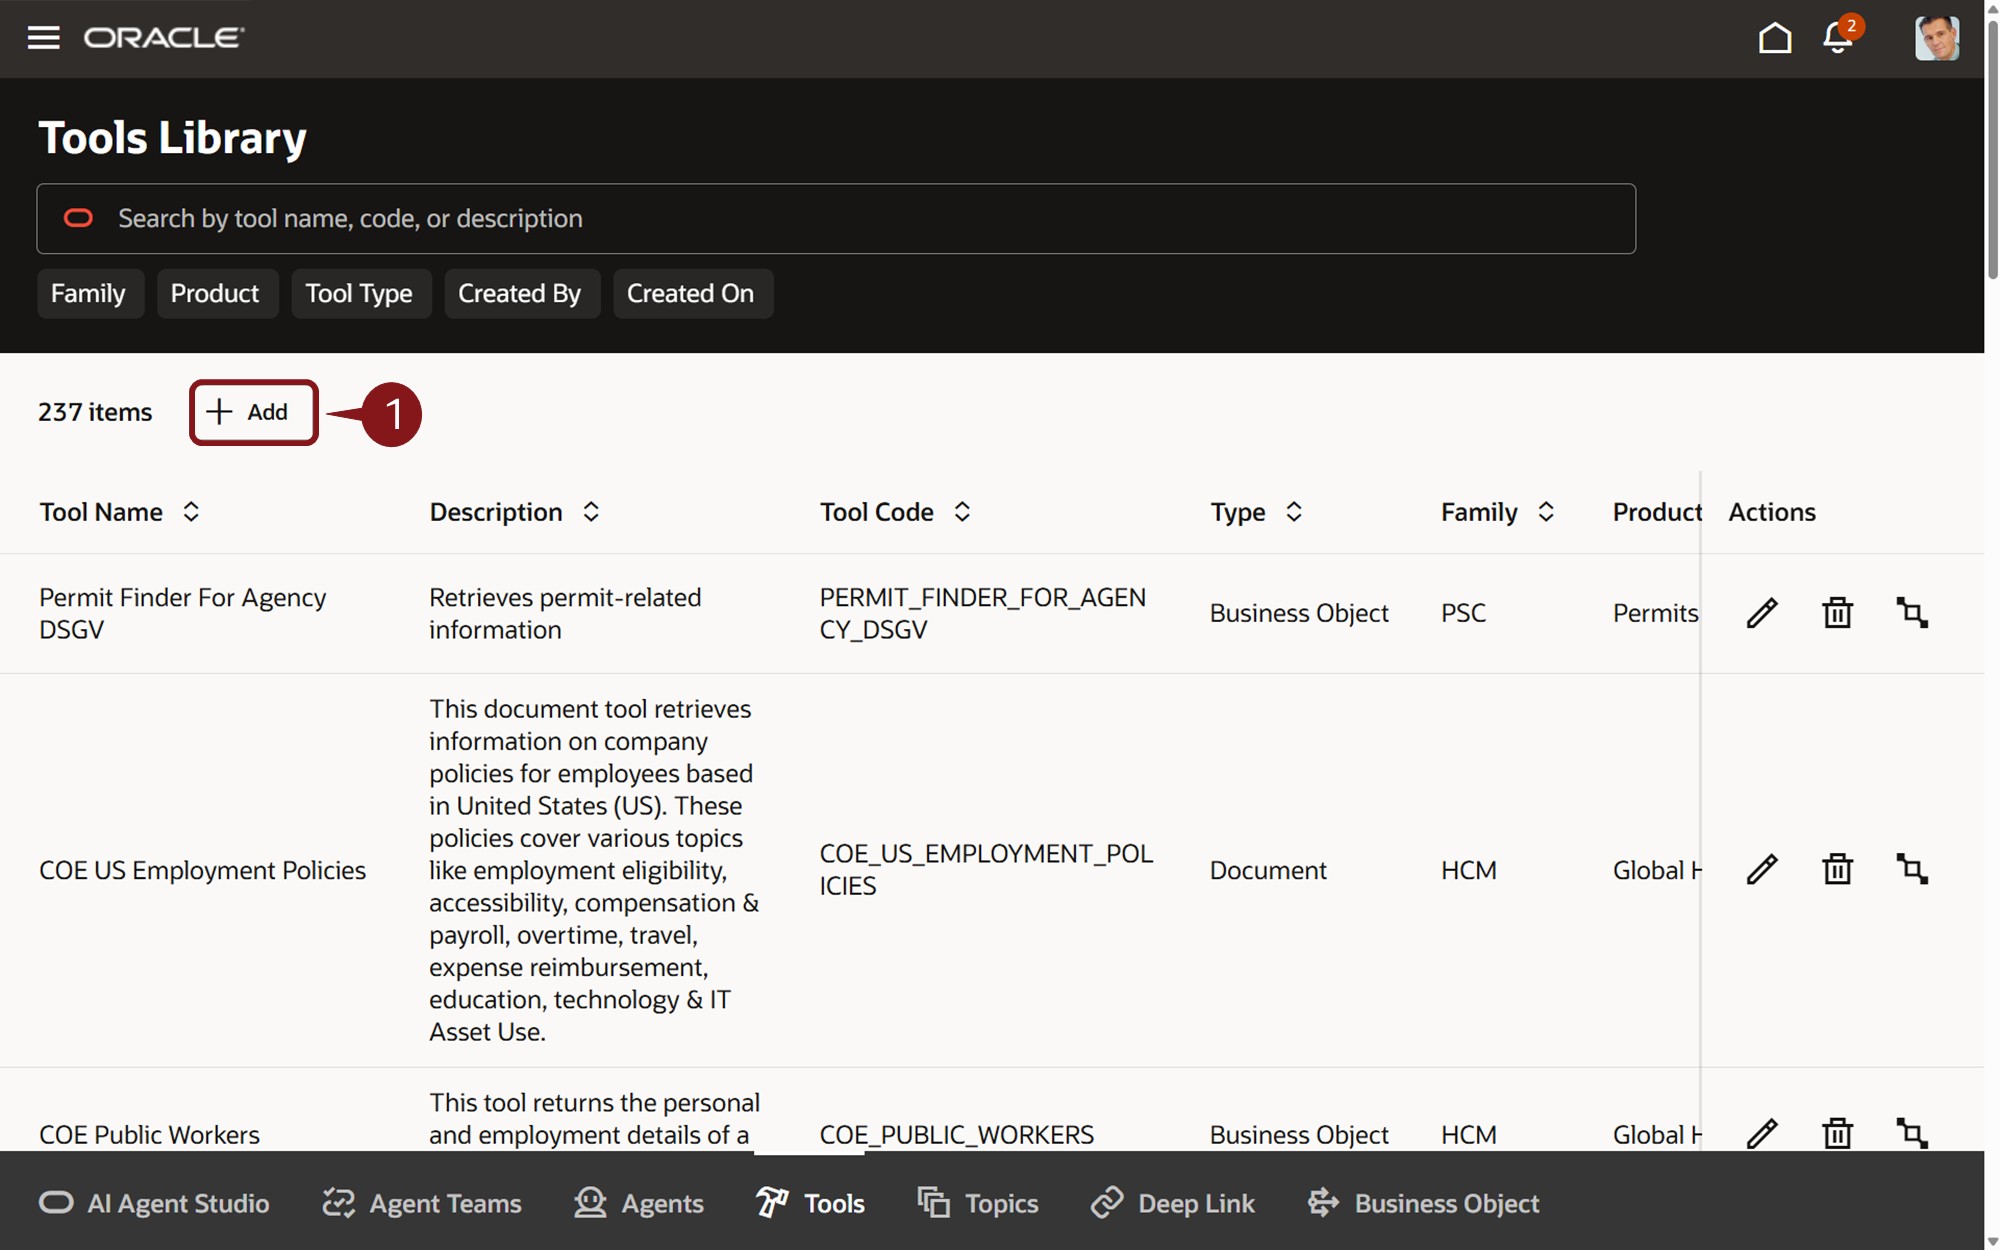 ORACLE
2
Tools Library
Search by tool name, code, or description
Family Product Tool Type Created By Created On
237 items + Add 1
Tool Name Description Tool Code Type Family Product Actions
Permit Finder For Agency
DSGV
Retrieves permit-related
information
PERMIT_FINDER_FOR_AGEN
CY_DSGV
Business Object
PSC
Permits
COE US Employment Policies
This document tool retrieves
information on company
policies for employees based
in United States (US). These
policies cover various topics
like employment eligibility,
accessibility, compensation &
payroll, overtime, travel,
expense reimbursement,
education, technology & IT
Asset Use.
COE_US_EMPLOYMENT_POL
ICIES
Document
HCM
Global H
COE Public Workers
This tool returns the personal
and employment details of a
COE_PUBLIC_WORKERS
Business Object
HCM
Global H
AI Agent Studio Agent Teams Agents Tools Topics Deep Link Business Object